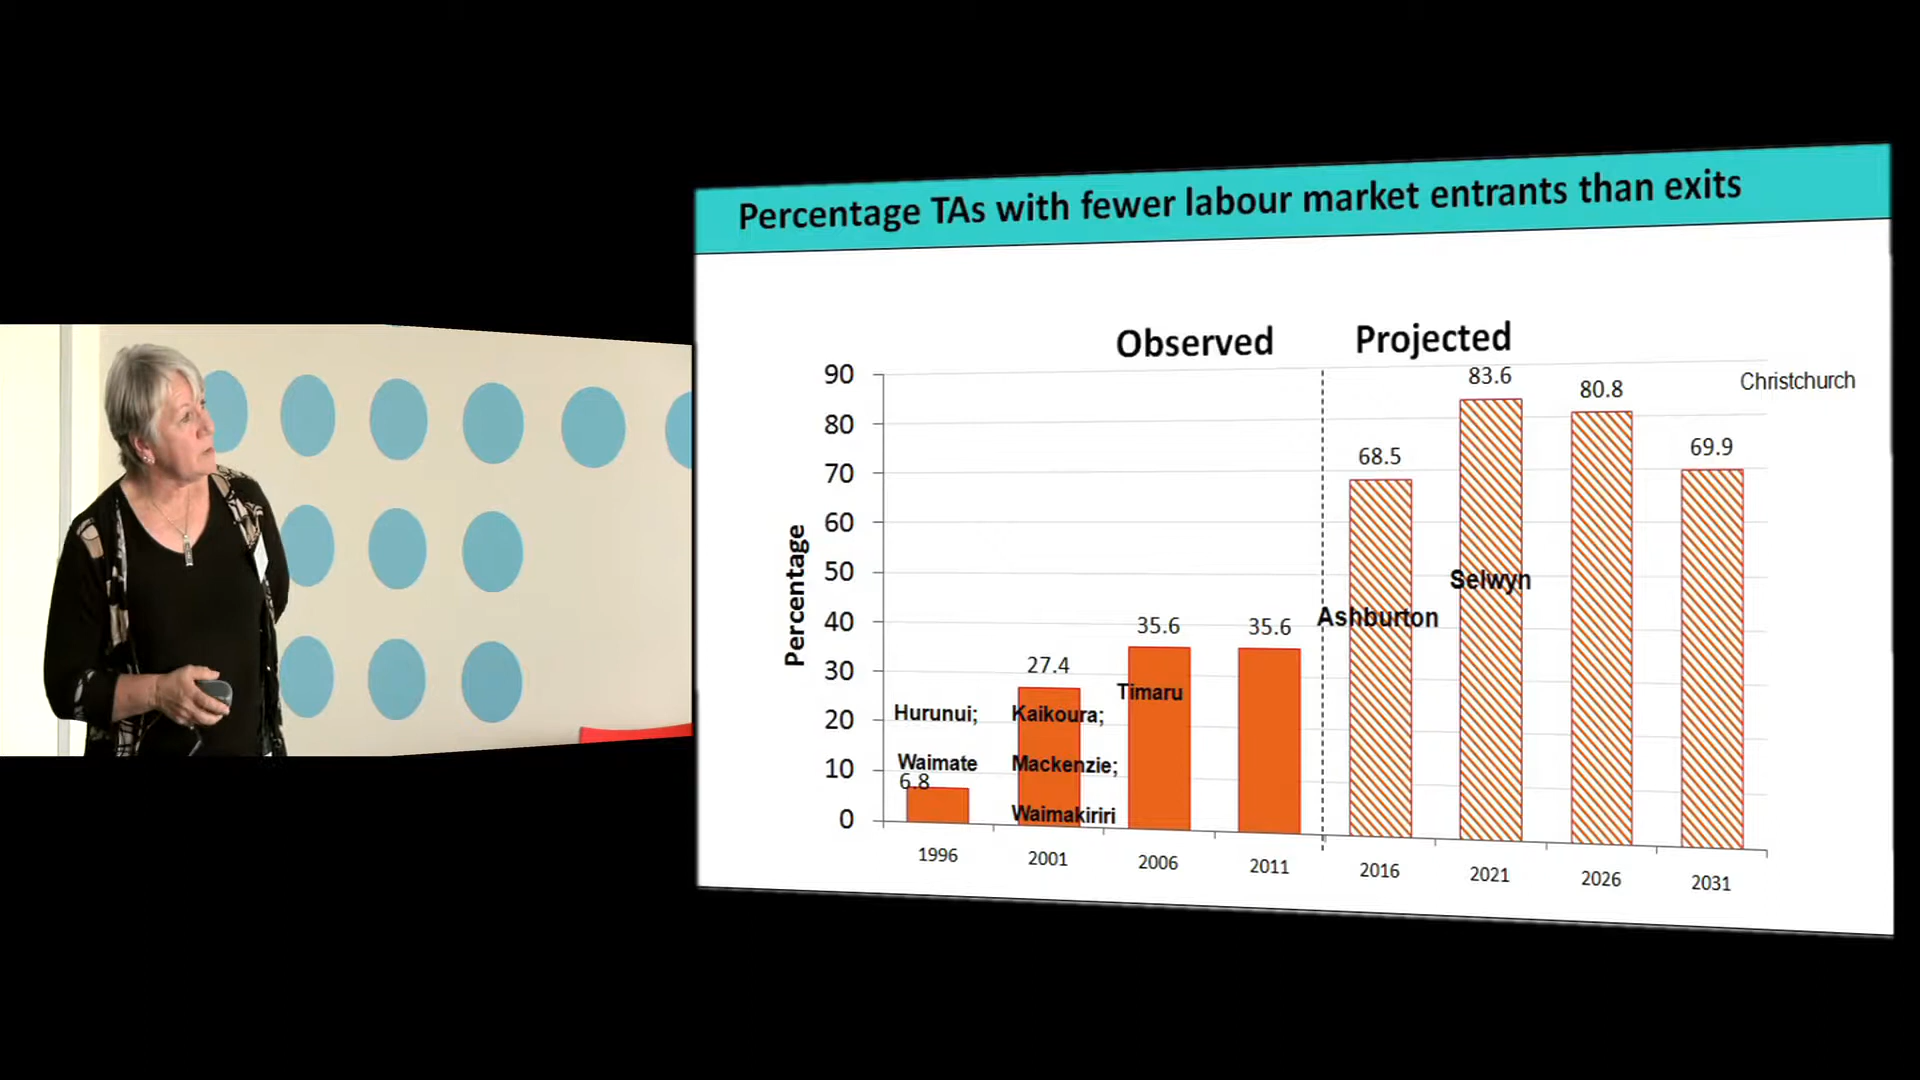 Percentage TAs with fewer labour market entrants than exits
Observed
Projected
Christchurch
Percentage
90
80
70
60
50
40
30
20
10
0
6.8
27.4
35.6
35.6
68.5
83.6
80.8
69.9
Hurunui;
Waimate
Kaikoura;
Mackenzie;
Waimakiriri
Timaru
Ashburton
Selwyn
1996
2001
2006
2011
2016
2021
2026
2031